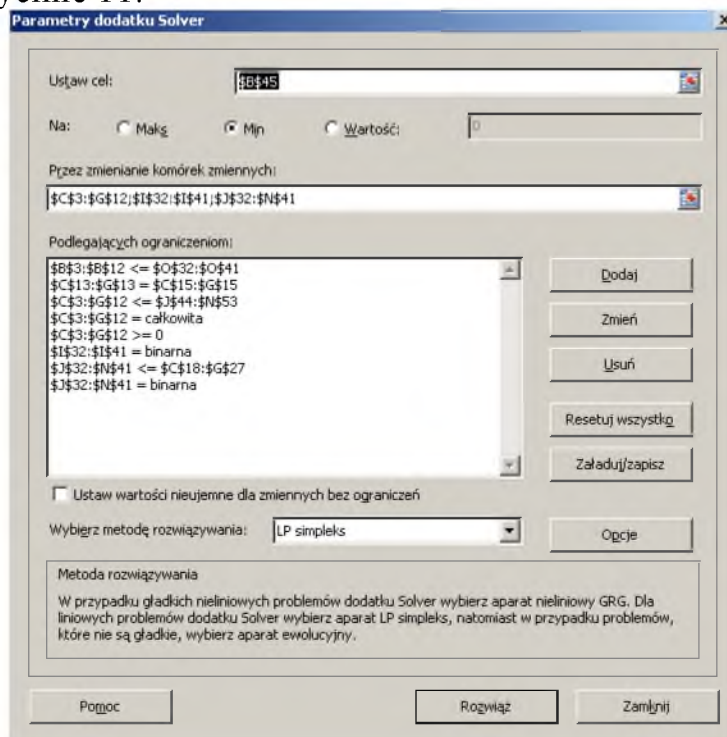 Parametry dodatku Solver
Ustaw cel:
$B$45
Na:
Maks
Min
Wartość:
0
Przez zmienianie komórek zmiennych:
$C$3:$G$12;$I$32:$I$41;$J$32:$N$41
Podlegających ograniczeniom:
$B$3:$B$12 <= $O$32:$O$41
$C$13:$G$13 = $C$15:$G$15
$C$3:$G$12 <= $J$44:$N$53
$C$3:$G$12 = całkowita
$C$3:$G$12 >= 0
$I$32:$I$41 = binarna
$J$32:$N$41 <= $C$18:$G$27
$J$32:$N$41 = binarna
Dodaj
Zmień
Usuń
Resetuj wszystko
Załaduj/zapisz
Ustaw wartości nieujemne dla zmiennych bez ograniczeń
Wybierz metodę rozwiązywania:
LP simpleks
Opcje
Metoda rozwiązywania
W przypadku gładkich nieliniowych problemów dodatku Solver wybierz aparat nieliniowy GRG. Dla
liniowych problemów dodatku Solver wybierz aparat LP simpleks, natomiast w przypadku problemów,
które nie są gładkie, wybierz aparat ewolucyjny.
Pomoc
Rozwiąż
Zamknij